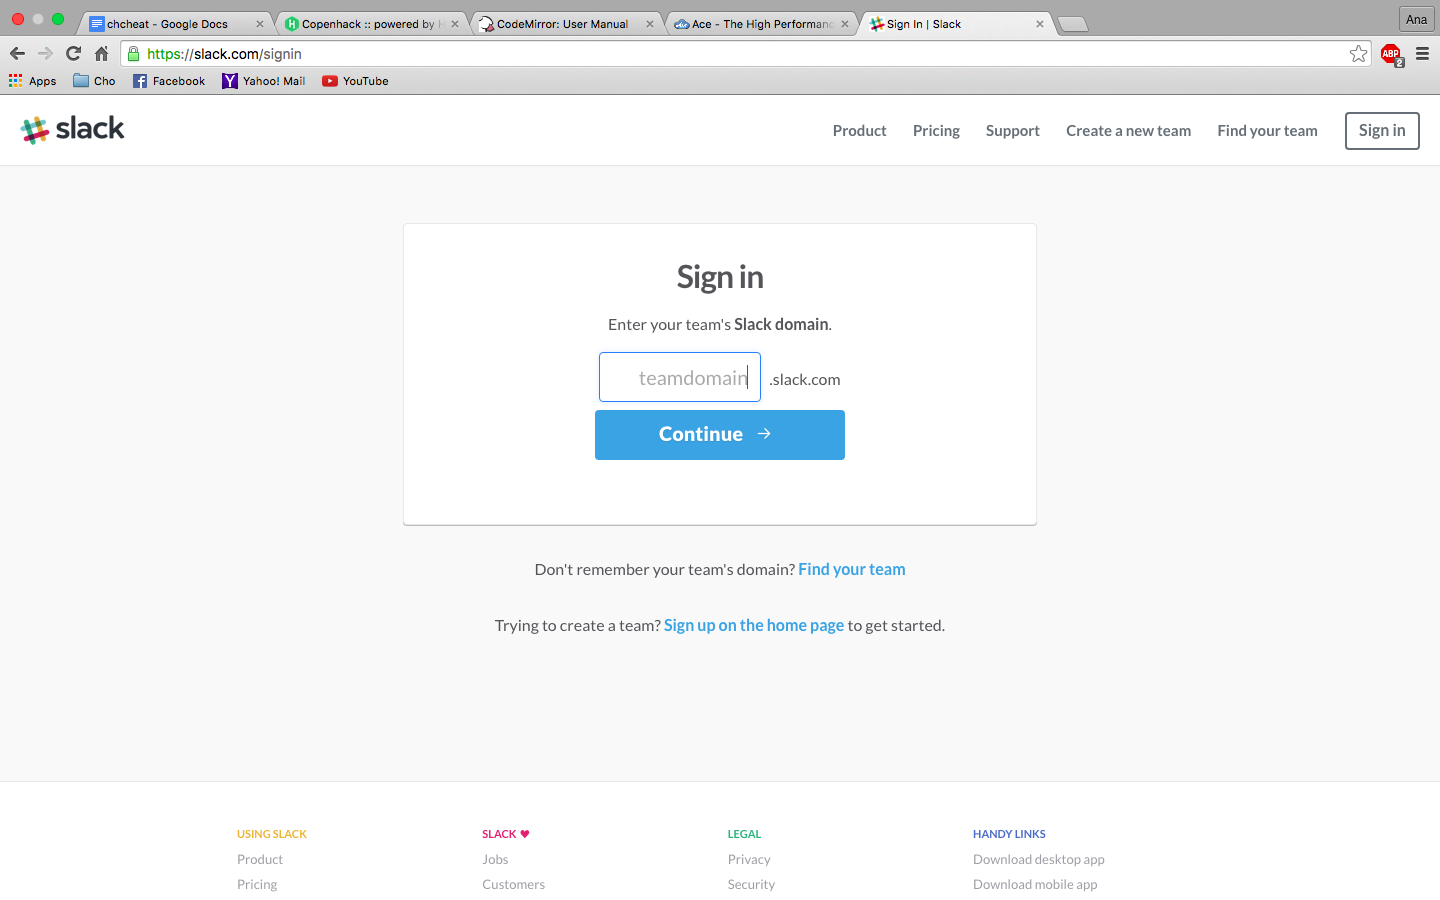 chcheat - Google Docs
Copenhack :: powered by H
CodeMirror: User Manual
Ace - The High Performanc
Sign In | Slack
Ana
https://slack.com/signin
ABP
2
Apps
Cho
Facebook
Yahoo! Mail
YouTube
slack
Product
Pricing
Support
Create a new team
Find your team
Sign in
Sign in
Enter your team's Slack domain.
teamdomain .slack.com
Continue →
Don't remember your team's domain? Find your team
Trying to create a team? Sign up on the home page to get started.
USING SLACK
Product
Pricing
SLACK ♥
Jobs
Customers
LEGAL
Privacy
Security
HANDY LINKS
Download desktop app
Download mobile app